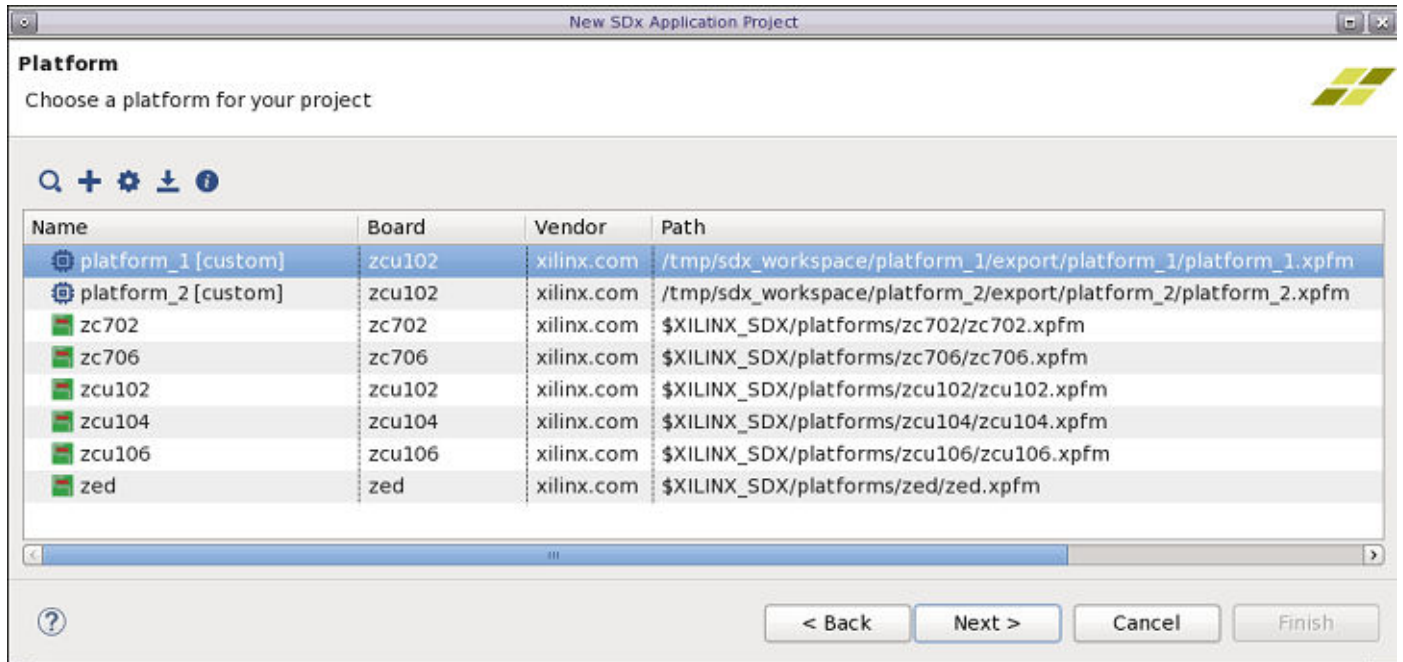 New SDx Application Project
Platform
Choose a platform for your project
Name Board Vendor Path
platform_1 [custom] zcu102 xilinx.com /tmp/sdx_workspace/platform_1/export/platform_1/platform_1.xpfm
platform_2 [custom] zcu102 xilinx.com /tmp/sdx_workspace/platform_2/export/platform_2/platform_2.xpfm
zc702 zc702 xilinx.com $XILINX_SDX/platforms/zc702/zc702.xpfm
zc706 zc706 xilinx.com $XILINX_SDX/platforms/zc706/zc706.xpfm
zcu102 zcu102 xilinx.com $XILINX_SDX/platforms/zcu102/zcu102.xpfm
zcu104 zcu104 xilinx.com $XILINX_SDX/platforms/zcu104/zcu104.xpfm
zcu106 zcu106 xilinx.com $XILINX_SDX/platforms/zcu106/zcu106.xpfm
zed zed xilinx.com $XILINX_SDX/platforms/zed/zed.xpfm
< Back Next > Cancel Finish